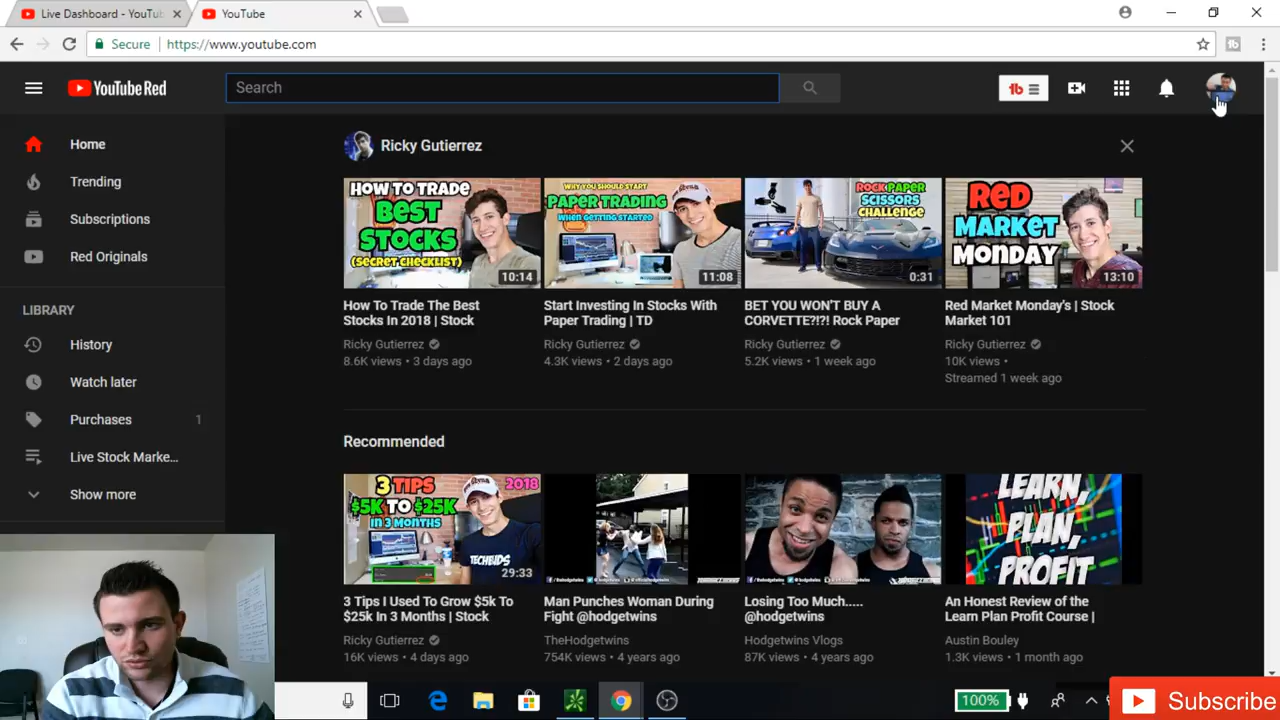 Live Dashboard - YouTub
YouTube
Secure
https://www.youtube.com
YouTube Red
Search
tb
Home
Trending
Subscriptions
Red Originals
LIBRARY
History
Watch later
Purchases 1
Live Stock Marke...
Show more
Ricky Gutierrez
HOW TO TRADE
BEST
STOCKS
(SECRET CHECKLIST)
10:14
WHY YOU SHOULD START
PAPER TRADING
WHEN GETTING STARTED
11:08
ROCK PAPER
SCISSORS
CHALLENGE
0:31
RED
MARKET
MONDAY
13:10
How To Trade The Best
Stocks In 2018 | Stock
Ricky Gutierrez
8.6K views • 3 days ago
Start Investing In Stocks With
Paper Trading | TD
Ricky Gutierrez
4.3K views • 2 days ago
BET YOU WON'T BUY A
CORVETTE?!?! Rock Paper
Ricky Gutierrez
5.2K views • 1 week ago
Red Market Monday's | Stock
Market 101
Ricky Gutierrez
10K views •
Streamed 1 week ago
Recommended
3 TIPS 2018
$5K TO $25K
IN 3 MONTHS
TECHBUDS
29:33
LEARN,
PLAN,
PROFIT
3 Tips I Used To Grow $5k To
$25k In 3 Months | Stock
Ricky Gutierrez
16K views • 4 days ago
Man Punches Woman During
Fight @hodgetwins
TheHodgetwins
754K views • 4 years ago
Losing Too Much.....
@hodgetwins
Hodgetwins Vlogs
87K views • 4 years ago
An Honest Review of the
Learn Plan Profit Course |
Austin Bouley
1.3K views • 1 month ago
100%
Subscribe